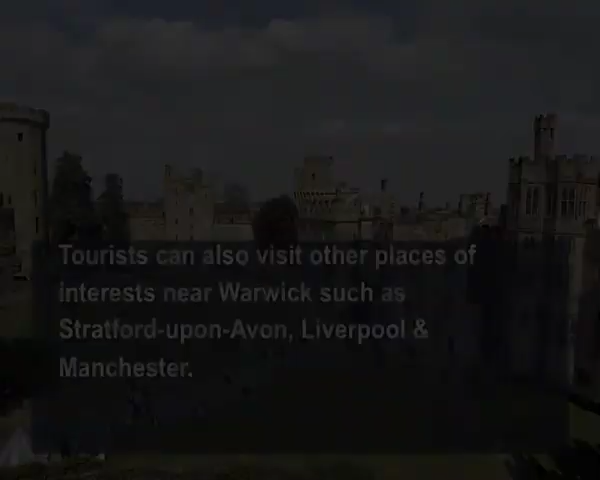 Tourists can also visit other places of
interests near Warwick such as
Stratford-upon-Avon, Liverpool &
Manchester.